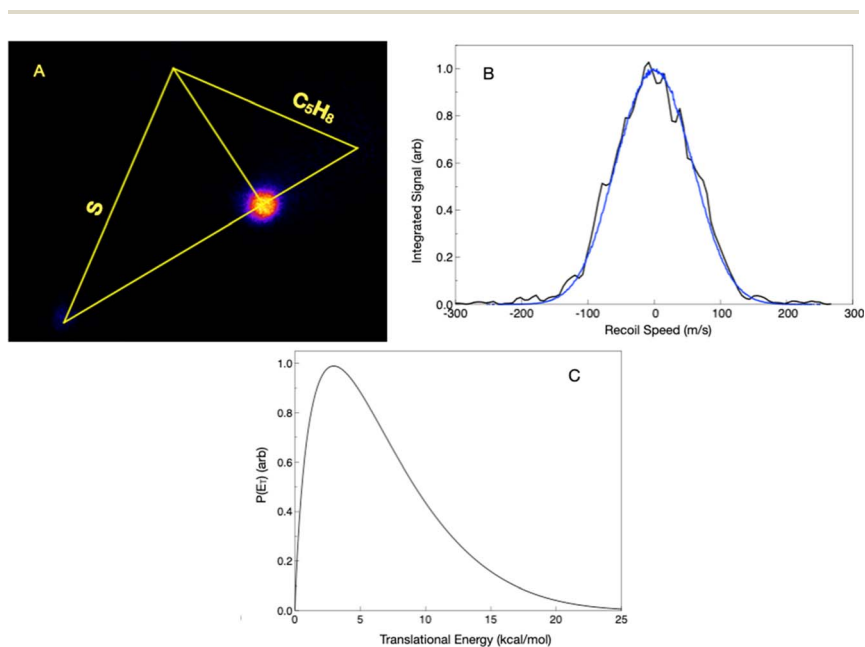 A
C₅H₈
S
B
Integrated Signal (arb)
1.0
0.8
0.6
0.4
0.2
0.0
-300 -200 -100 0 100 200 300
Recoil Speed (m/s)
C
P(E_T) (arb)
1.0
0.8
0.6
0.4
0.2
0.0
0 5 10 15 20 25
Translational Energy (kcal/mol)